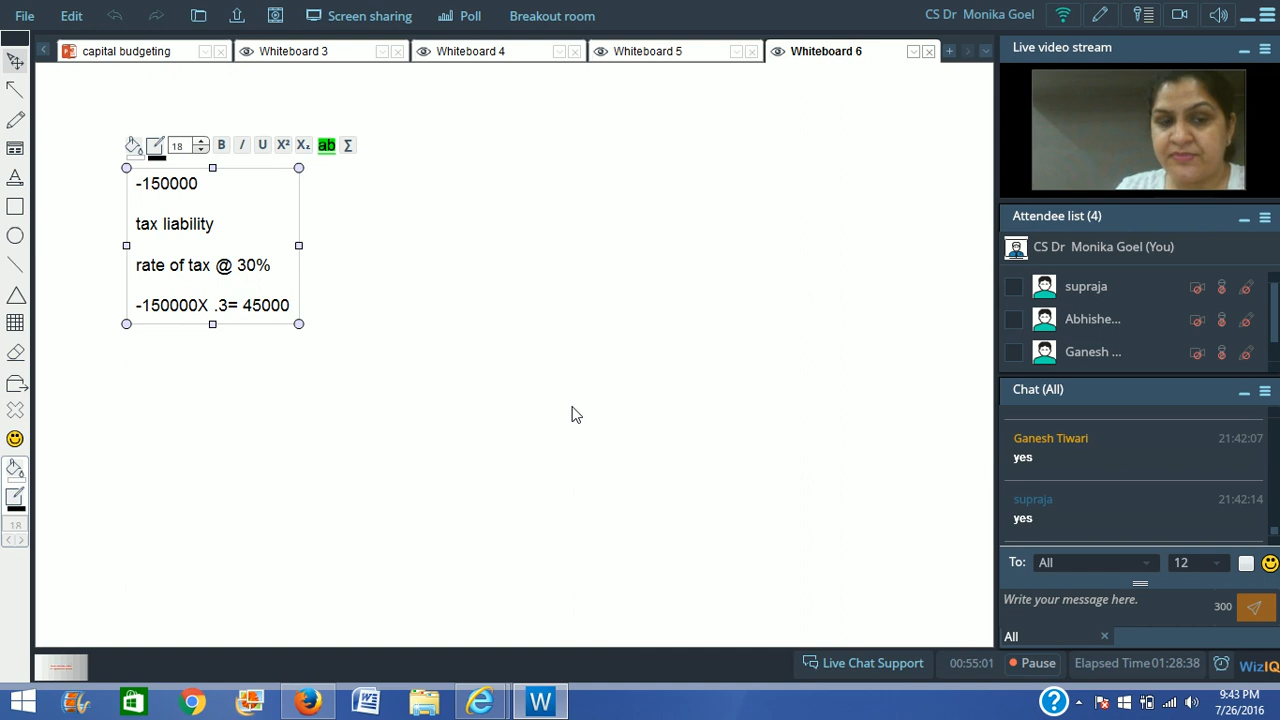 File Edit Screen sharing Poll Breakout room CS Dr Monika Goel
capital budgeting Whiteboard 3 Whiteboard 4 Whiteboard 5 Whiteboard 6
Live video stream
18 B I U X² X₂ ab Σ
-150000
tax liability
rate of tax @ 30%
-150000X .3= 45000
Attendee list (4)
CS Dr Monika Goel (You)
supraja
Abhishe...
Ganesh ...
Chat (All)
Ganesh Tiwari 21:42:07
yes
supraja 21:42:14
yes
18
To: All 12
Write your message here. 300
All
Live Chat Support 00:55:01 Pause Elapsed Time 01:28:38 WizIQ
9:43 PM
7/26/2016